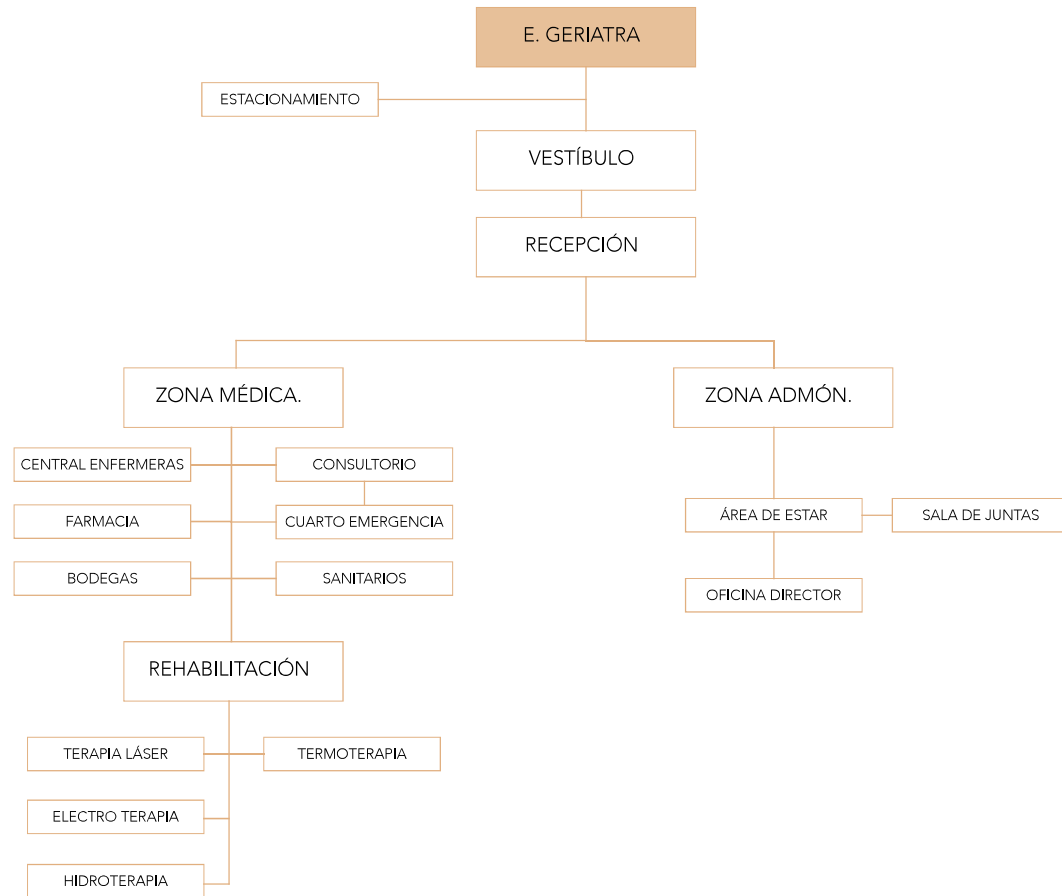 E. GERIATRA
ESTACIONAMIENTO
VESTÍBULO
RECEPCIÓN
ZONA MÉDICA.
ZONA ADMÓN.
CENTRAL ENFERMERAS
CONSULTORIO
FARMACIA
CUARTO EMERGENCIA
ÁREA DE ESTAR
SALA DE JUNTAS
BODEGAS
SANITARIOS
OFICINA DIRECTOR
REHABILITACIÓN
TERAPIA LÁSER
TERMOTERAPIA
ELECTRO TERAPIA
HIDROTERAPIA